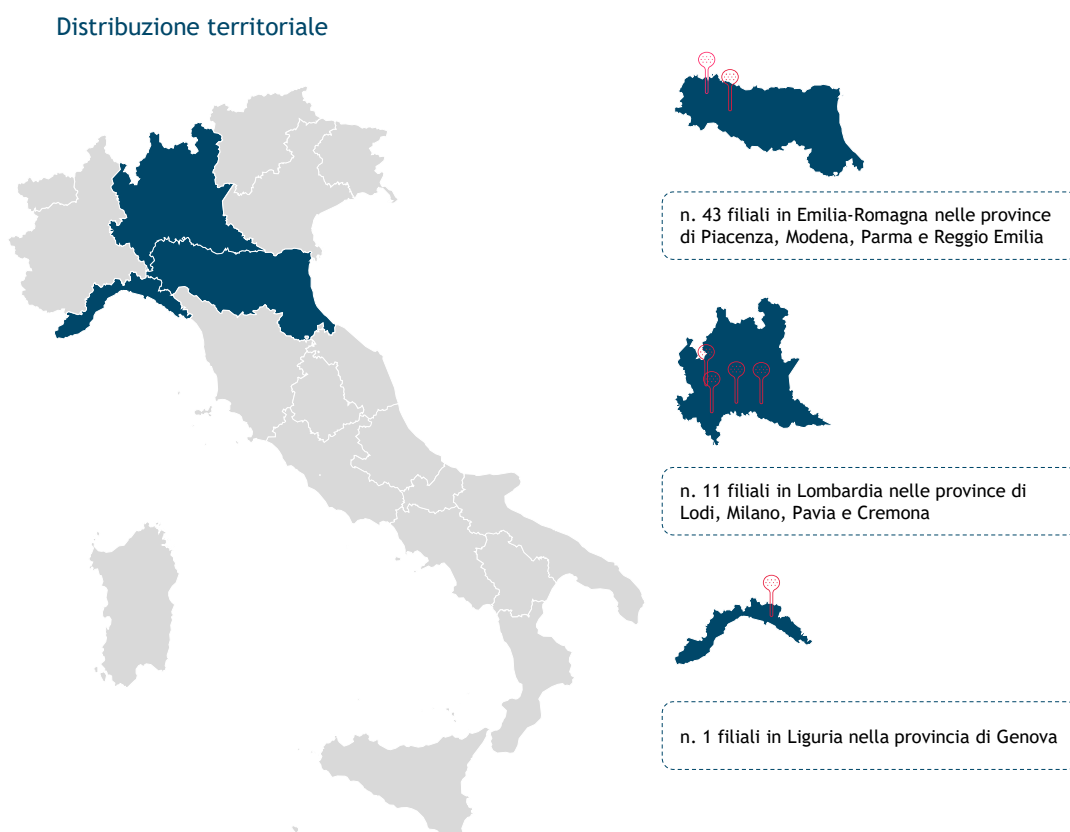 Distribuzione territoriale
n. 43 filiali in Emilia-Romagna nelle province
di Piacenza, Modena, Parma e Reggio Emilia
n. 11 filiali in Lombardia nelle province di
Lodi, Milano, Pavia e Cremona
n. 1 filiali in Liguria nella provincia di Genova